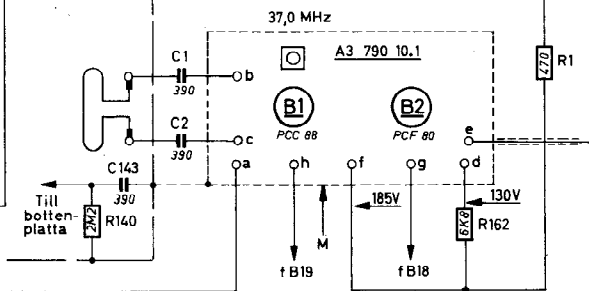 37,0 MHz
A3 790 10.1
C1
390
b
B1
PCC 88
B2
PCF 80
470
R1
C2
390
c
a
h
f
g
e
d
C143
390
Till
botten-
platta
2M2
R140
M
185V
130V
6K8
R162
f B19
f B18